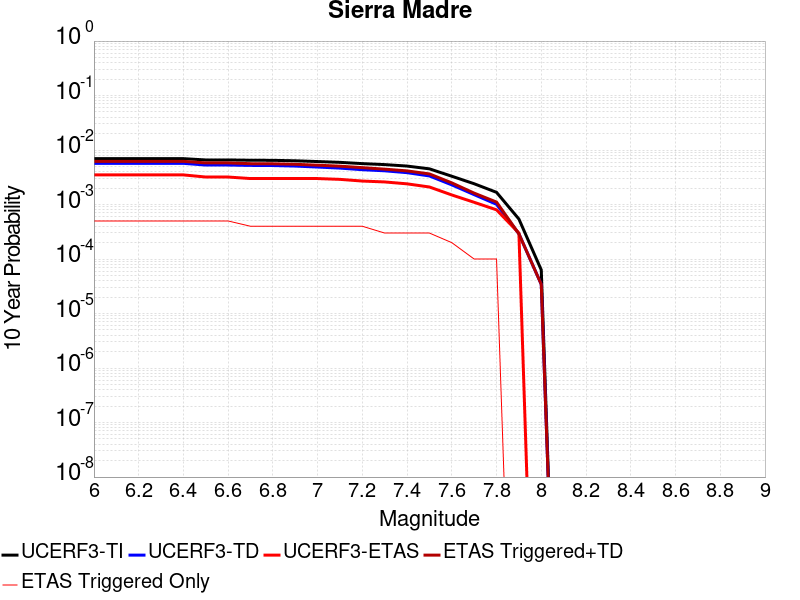 Sierra Madre
10 0
10 -1
10 -2
10 -3
10 -4
10 -5
10 -6
10 -7
10 -8
10 Year Probability
6 6.2 6.4 6.6 6.8 7 7.2 7.4 7.6 7.8 8 8.2 8.4 8.6 8.8 9
Magnitude
UCERF3-TI UCERF3-TD UCERF3-ETAS ETAS Triggered+TD
ETAS Triggered Only